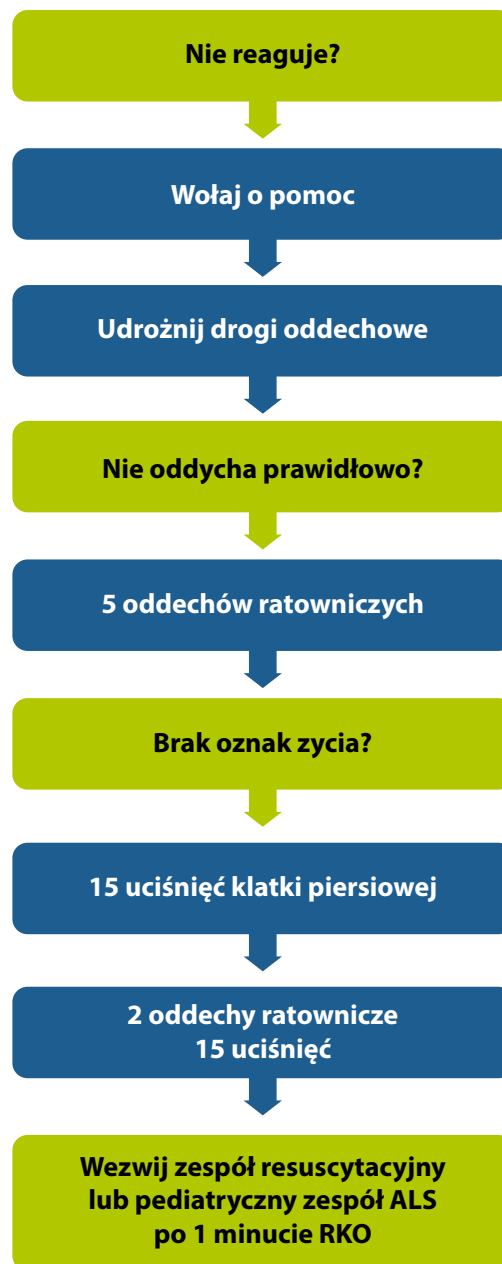 Nie reaguje?
Wołaj o pomoc
Udrożnij drogi oddechowe
Nie oddycha prawidłowo?
5 oddechów ratowniczych
Brak oznak zycia?
15 uciśnięć klatki piersiowej
2 oddechy ratownicze
15 uciśnięć
Wezwij zespół resuscytacyjny
lub pediatryczny zespół ALS
po 1 minucie RKO